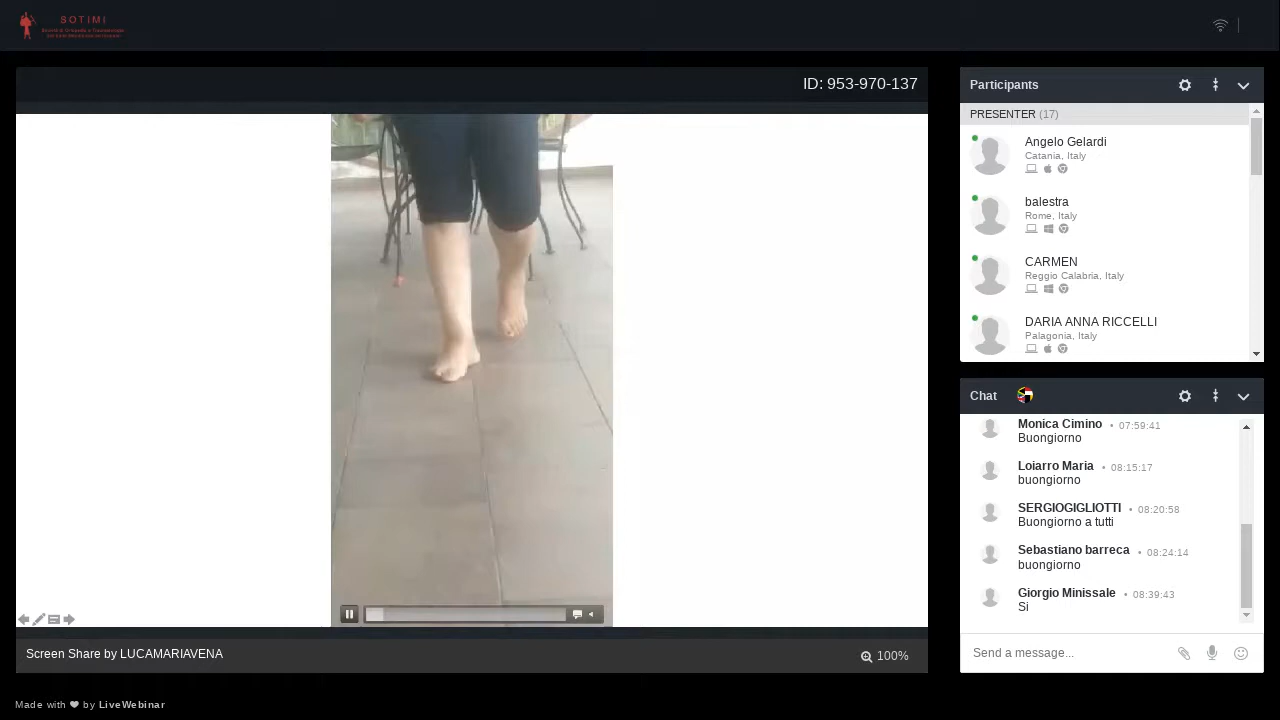 SOTIMI
ID: 953-970-137
Participants
PRESENTER (17)
Angelo Gelardi
Catania, Italy
balestra
Rome, Italy
CARMEN
Reggio Calabria, Italy
DARIA ANNA RICCELLI
Palagonia, Italy
Chat
Monica Cimino • 07:59:41
Buongiorno
Loiarro Maria • 08:15:17
buongiorno
SERGIOGIGLIOTTI • 08:20:58
Buongiorno a tutti
Sebastiano barreca • 08:24:14
buongiorno
Giorgio Minissale • 08:39:43
Si
Send a message...
Screen Share by LUCAMARIAVENA
100%
Made with ❤ by LiveWebinar